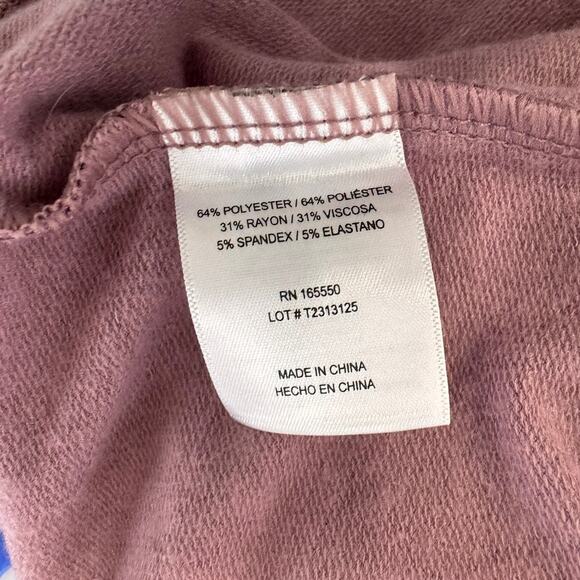 64% POLYESTER / 64% POLIÉSTER
31% RAYON / 31% VISCOSA
5% SPANDEX / 5% ELASTANO
RN 165550
LOT # T2313125
MADE IN CHINA
HECHO EN CHINA